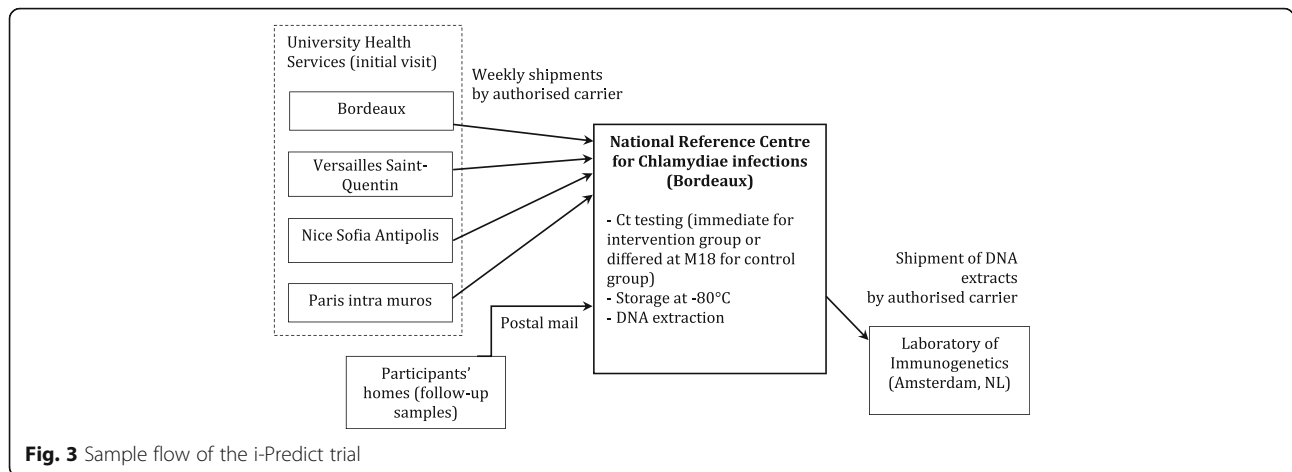 University Health
Services (initial visit)
Weekly shipments
by authorised carrier
Bordeaux
Versailles Saint-
Quentin
Nice Sofia Antipolis
Paris intra muros
Postal mail
Participants'
homes (follow-up
samples)
National Reference Centre
for Chlamydiae infections
(Bordeaux)
- Ct testing (immediate for
intervention group or
differed at M18 for control
group)
- Storage at -80°C
- DNA extraction
Shipment of DNA
extracts
by authorised carrier
Laboratory of
Immunogenetics
(Amsterdam, NL)
Fig. 3 Sample flow of the i-Predict trial